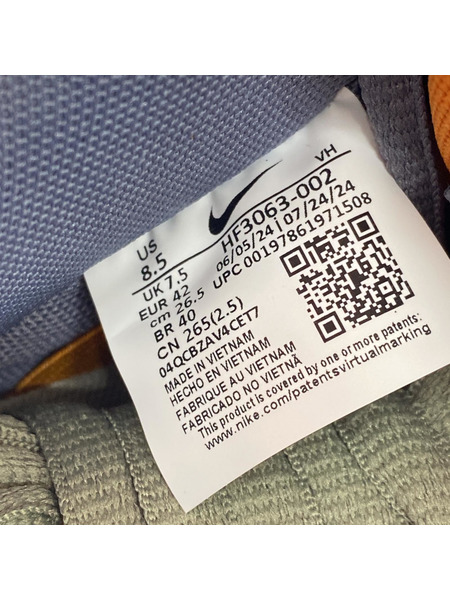 VH
US
8.5
HF3063-002
UK 7.5
06/05/24 | 07/24/24
EUR 42
UPC 00197861971508
cm 26.5
BR 40
CN 265(2.5)
04QCBZAV4CET7
MADE IN VIETNAM
HECHO EN VIETNAM
FABRIQUE AU VIETNAM
FABRICADO NO VIETNÃ
This product is covered by one or more patents:
www.nike.com/patentsvirtualmarking